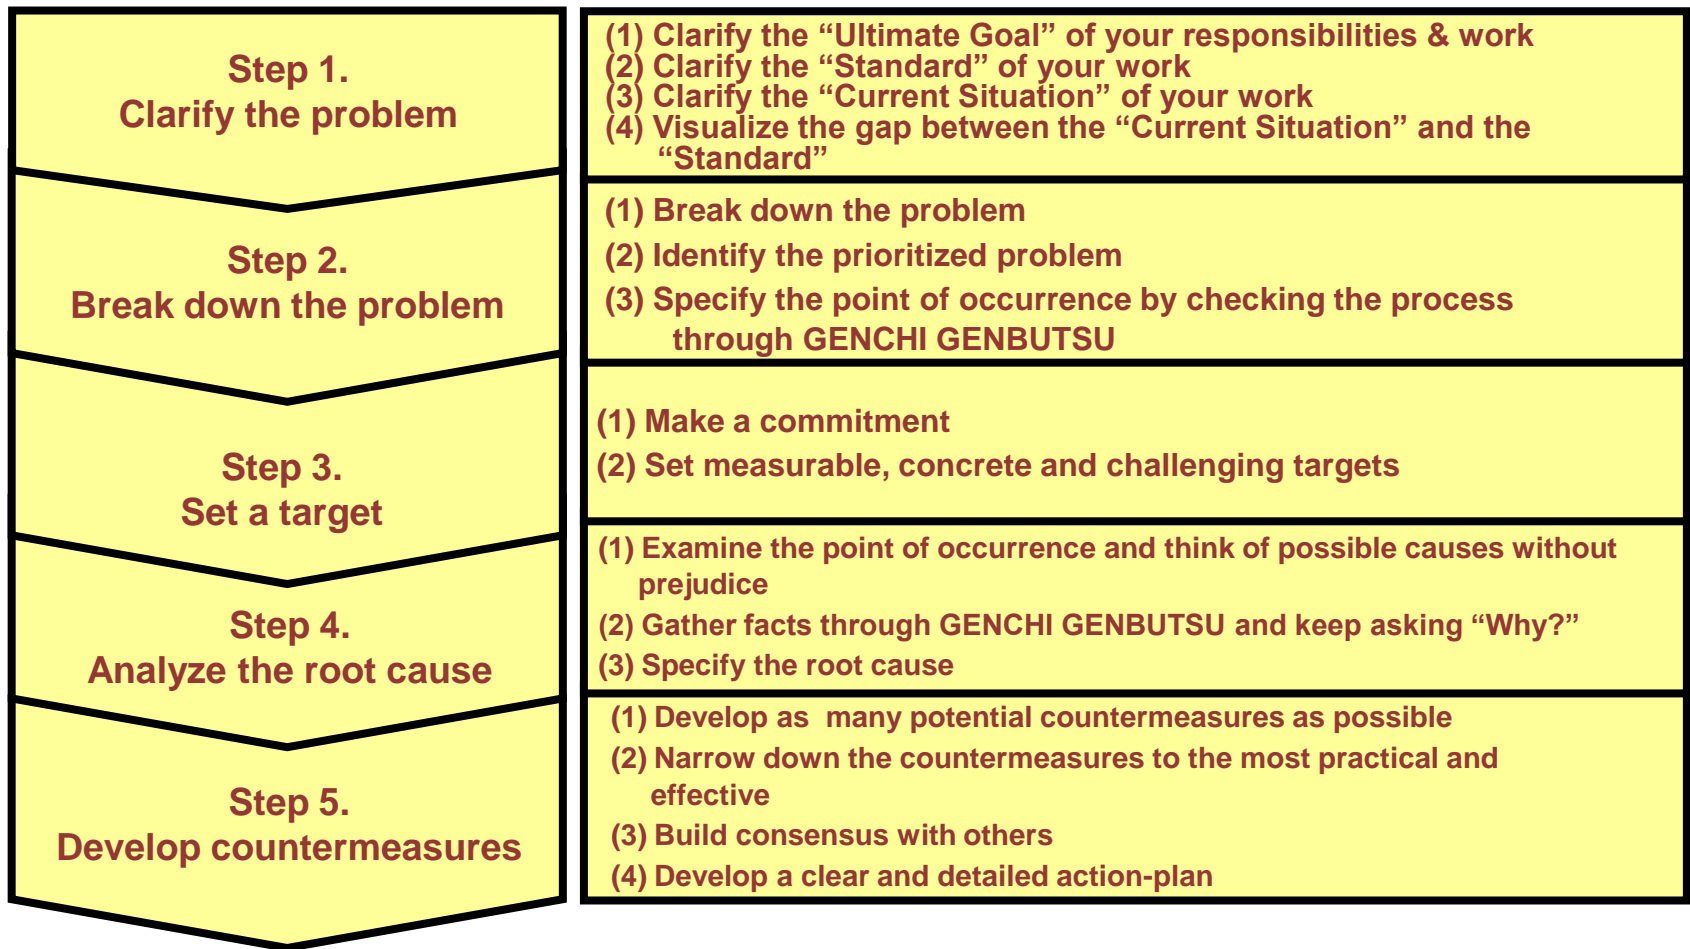 Step 1.
Clarify the problem
(1) Clarify the “Ultimate Goal” of your responsibilities & work
(2) Clarify the “Standard” of your work
(3) Clarify the “Current Situation” of your work
(4) Visualize the gap between the “Current Situation” and the
“Standard”
Step 2.
Break down the problem
(1) Break down the problem
(2) Identify the prioritized problem
(3) Specify the point of occurrence by checking the process
through GENCHI GENBUTSU
Step 3.
Set a target
(1) Make a commitment
(2) Set measurable, concrete and challenging targets
Step 4.
Analyze the root cause
(1) Examine the point of occurrence and think of possible causes without
prejudice
(2) Gather facts through GENCHI GENBUTSU and keep asking “Why?”
(3) Specify the root cause
Step 5.
Develop countermeasures
(1) Develop as  many potential countermeasures as possible
(2) Narrow down the countermeasures to the most practical and
effective
(3) Build consensus with others
(4) Develop a clear and detailed action-plan